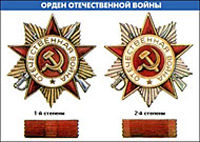 ОРДЕН ОТЕЧЕСТВЕННОЙ ВОЙНЫ
ОТЕЧЕСТВЕННАЯ ВОЙНА
ОТЕЧЕСТВЕННАЯ ВОЙНА
1-й степени
2-й степени